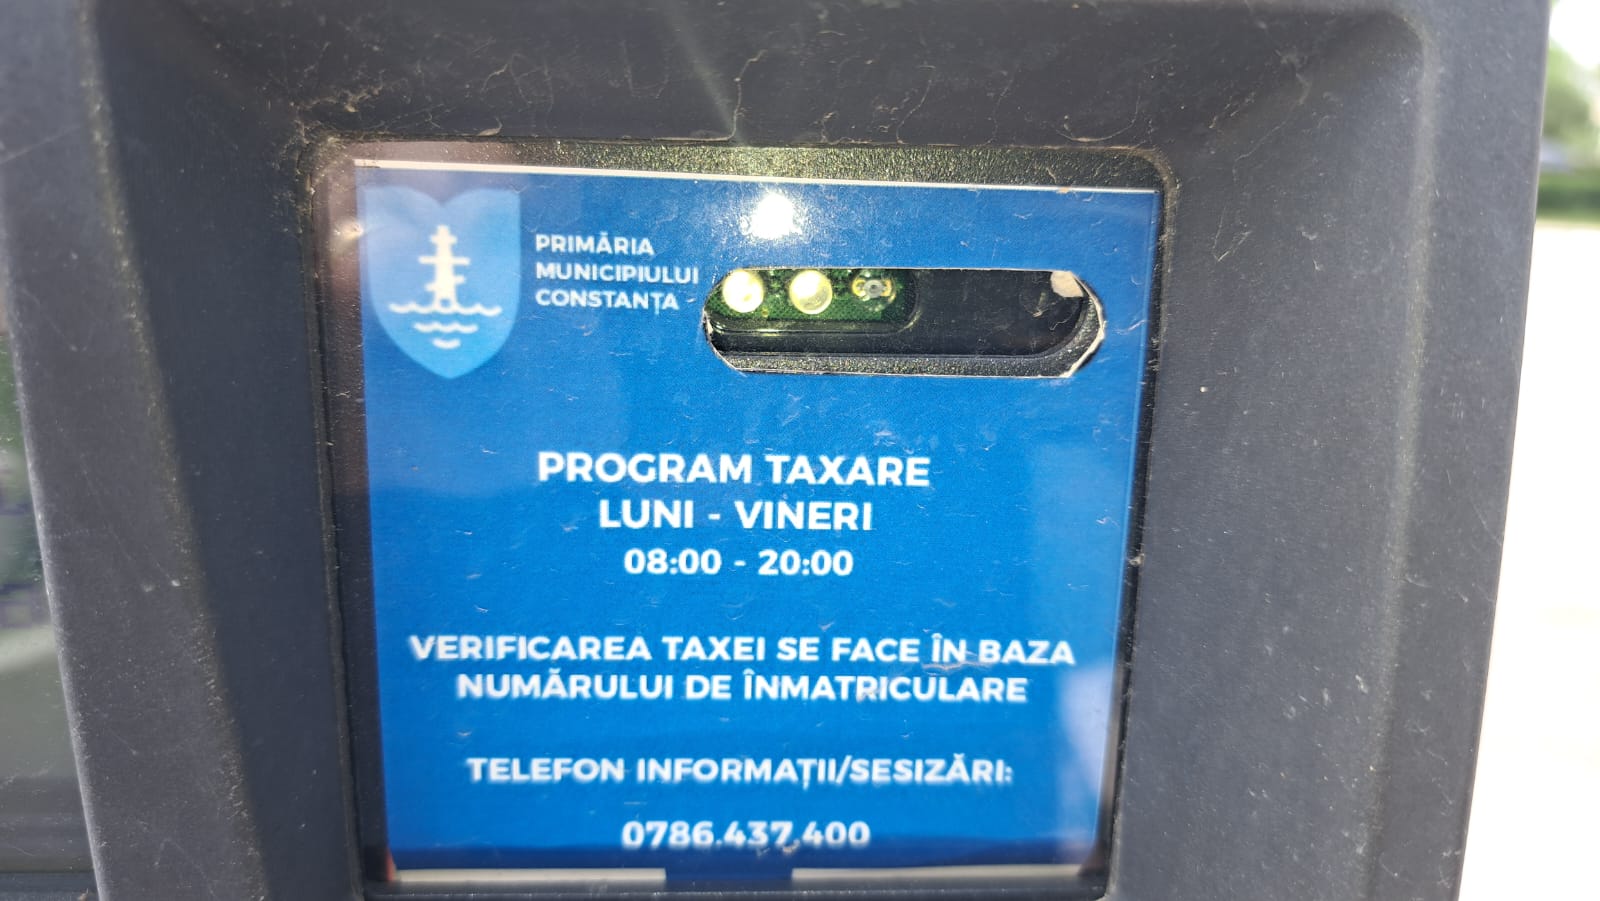 PRIMĂRIA
MUNICIPIULUI
CONSTANȚA
PROGRAM TAXARE
LUNI - VINERI
08:00 - 20:00
VERIFICAREA TAXEI SE FACE ÎN BAZA
NUMĂRULUI DE ÎNMATRICULARE
TELEFON INFORMAȚII/SESIZĂRI:
0786.437.400